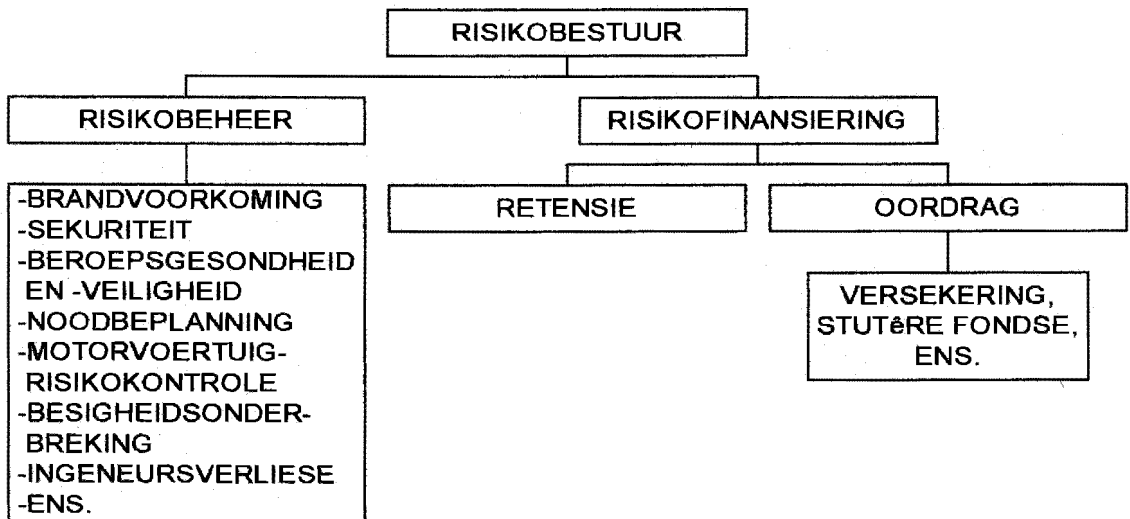 RISIKOBESTUUR
RISIKOBEHEER
RISIKOFINANSIERING
-BRANDVOORKOMING
-SEKURITEIT
-BEROEPSGESONDHEID
EN -VEILIGHEID
-NOODBEPLANNING
-MOTORVOERTUIG-
RISIKOKONTROLE
-BESIGHEIDSONDER-
BREKING
-INGENEURSVERLIESE
-ENS.
RETENSIE
OORDRAG
VERSEKERING,
STUTêRE FONDSE,
ENS.